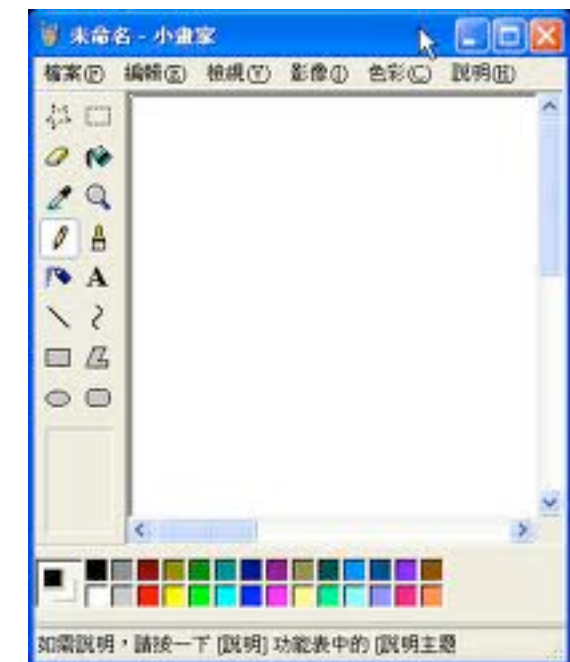 未命名 - 小畫家
檔案(F) 編輯(E) 檢視(V) 影像(I) 色彩(C) 說明(H)
A
如需說明，請按一下 [說明] 功能表中的 [說明主題